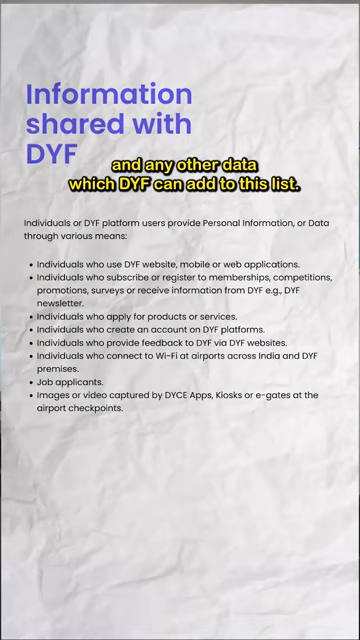 Information
shared with
DYF
and any other data
which DYF can add to this list.
Individuals or DYF platform users provide Personal Information, or Data
through various means:
• Individuals who use DYF website, mobile or web applications.
• Individuals who subscribe or register to memberships, competitions,
promotions, surveys or receive information from DYF e.g., DYF
newsletter.
• Individuals who apply for products or services.
• Individuals who create an account on DYF platforms.
• Individuals who provide feedback to DYF via DYF websites.
• Individuals who connect to Wi-Fi at airports across India and DYF
premises.
• Job applicants.
• Images or video captured by DYCE Apps, Kiosks or e-gates at the
airport checkpoints.